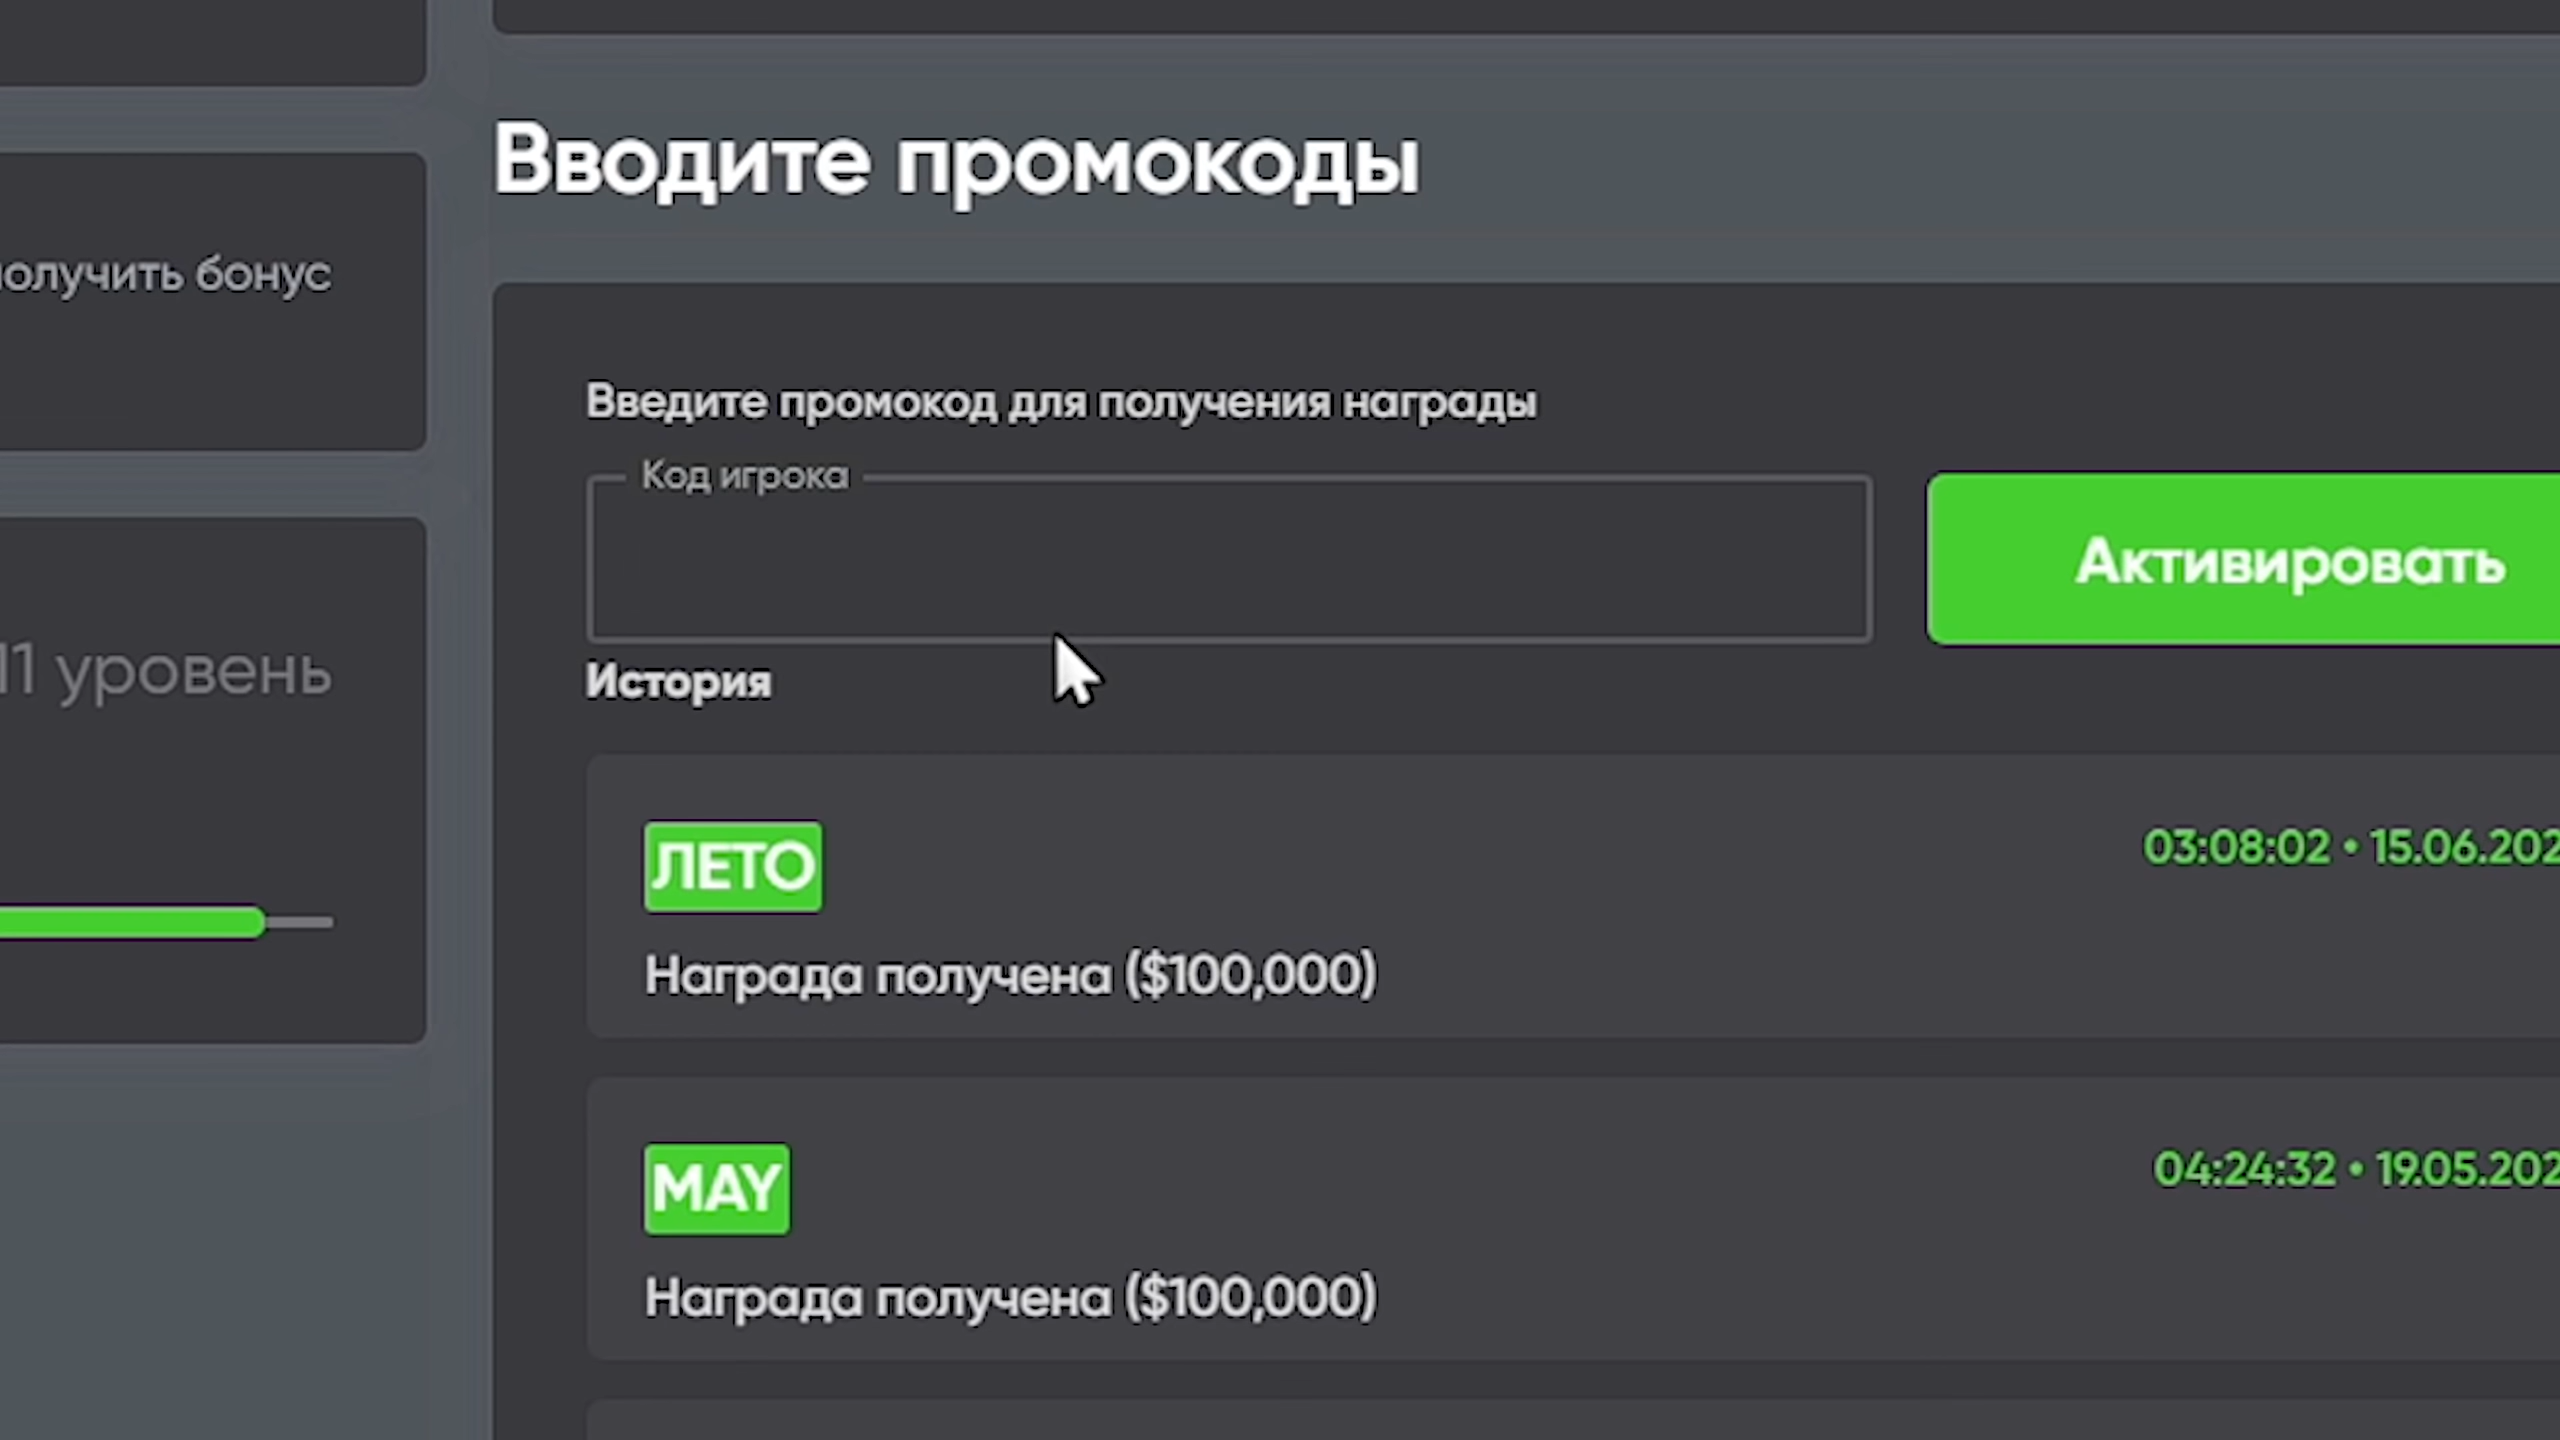 олучить бонус
11 уровень
Вводите промокоды
Введите промокод для получения награды
Код игрока
Активировать
История
ЛЕТО
03:08:02 • 15.06.202
Награда получена ($100,000)
MAY
04:24:32 • 19.05.202
Награда получена ($100,000)